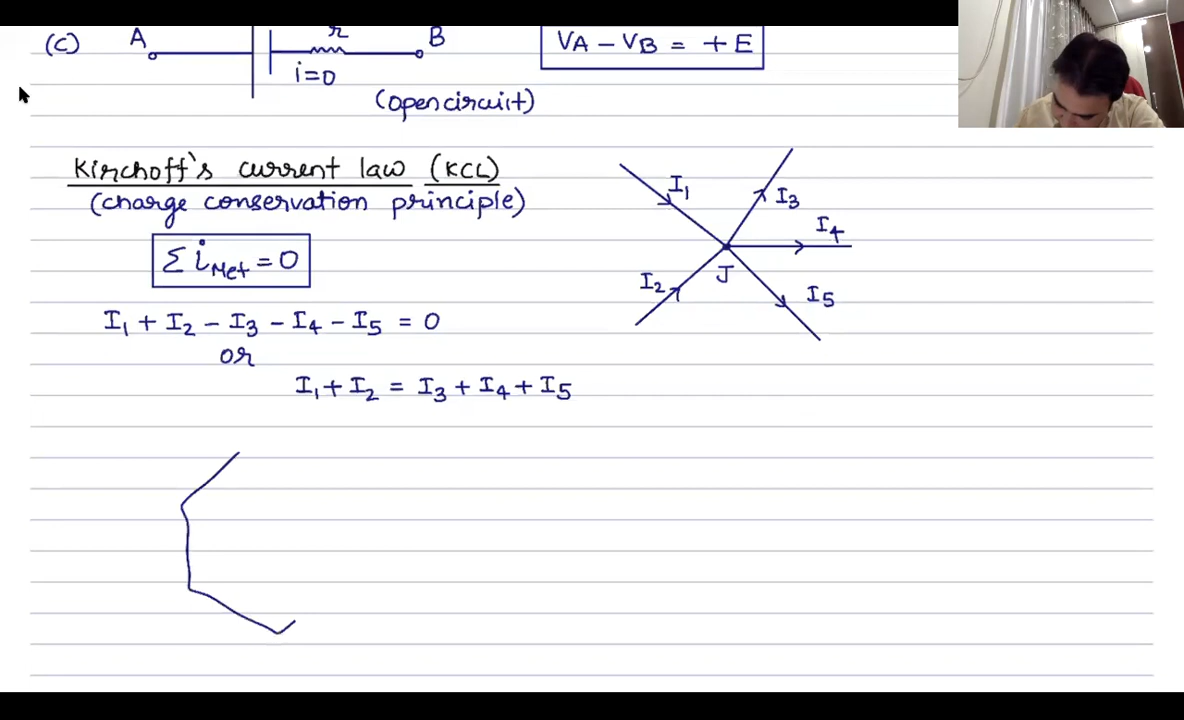 (C) A r B VA - VB = + E
i=0
(open circuit)
Kirchoff's current law (KCL)
(charge conservation principle)
Σ iNet = 0
I1 + I2 - I3 - I4 - I5 = 0
or
I1 + I2 = I3 + I4 + I5
I1
I3
I4
I2
J
I5